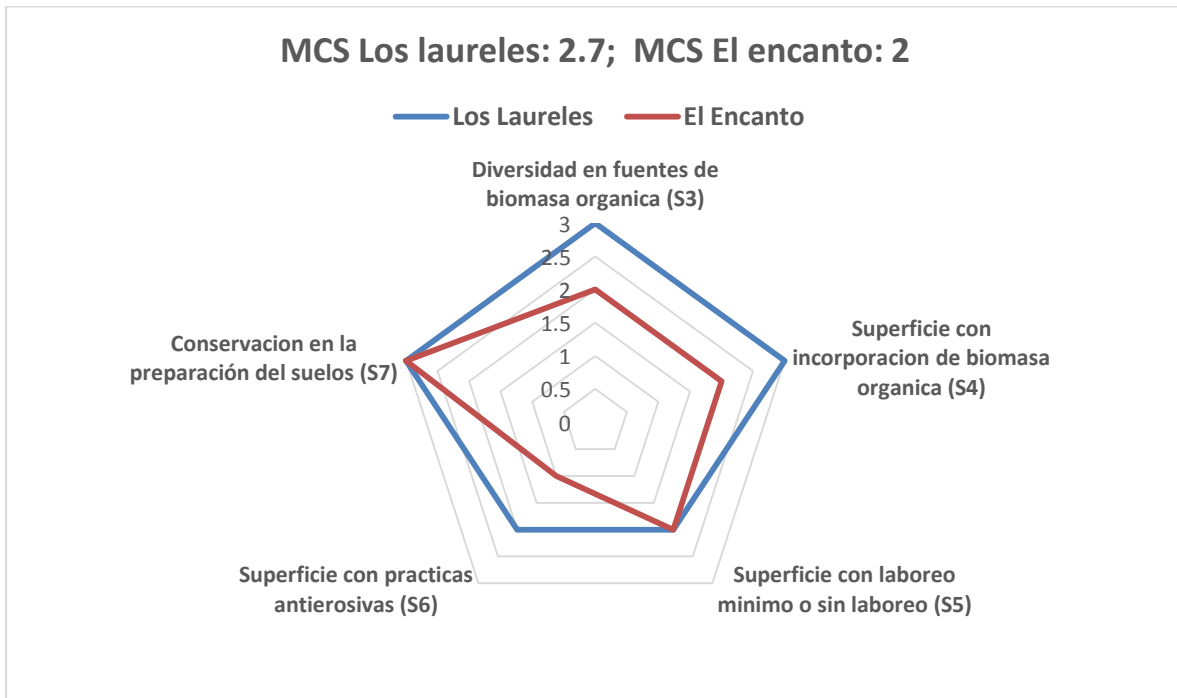 MCS Los laureles: 2.7;  MCS El encanto: 2
Los Laureles
El Encanto
Diversidad en fuentes de
biomasa organica (S3)
3
2.5
2
1.5
1
0.5
0
Superficie con
incorporacion de biomasa
organica (S4)
Superficie con laboreo
minimo o sin laboreo (S5)
Superficie con practicas
antierosivas (S6)
Conservacion en la
preparación del suelos (S7)